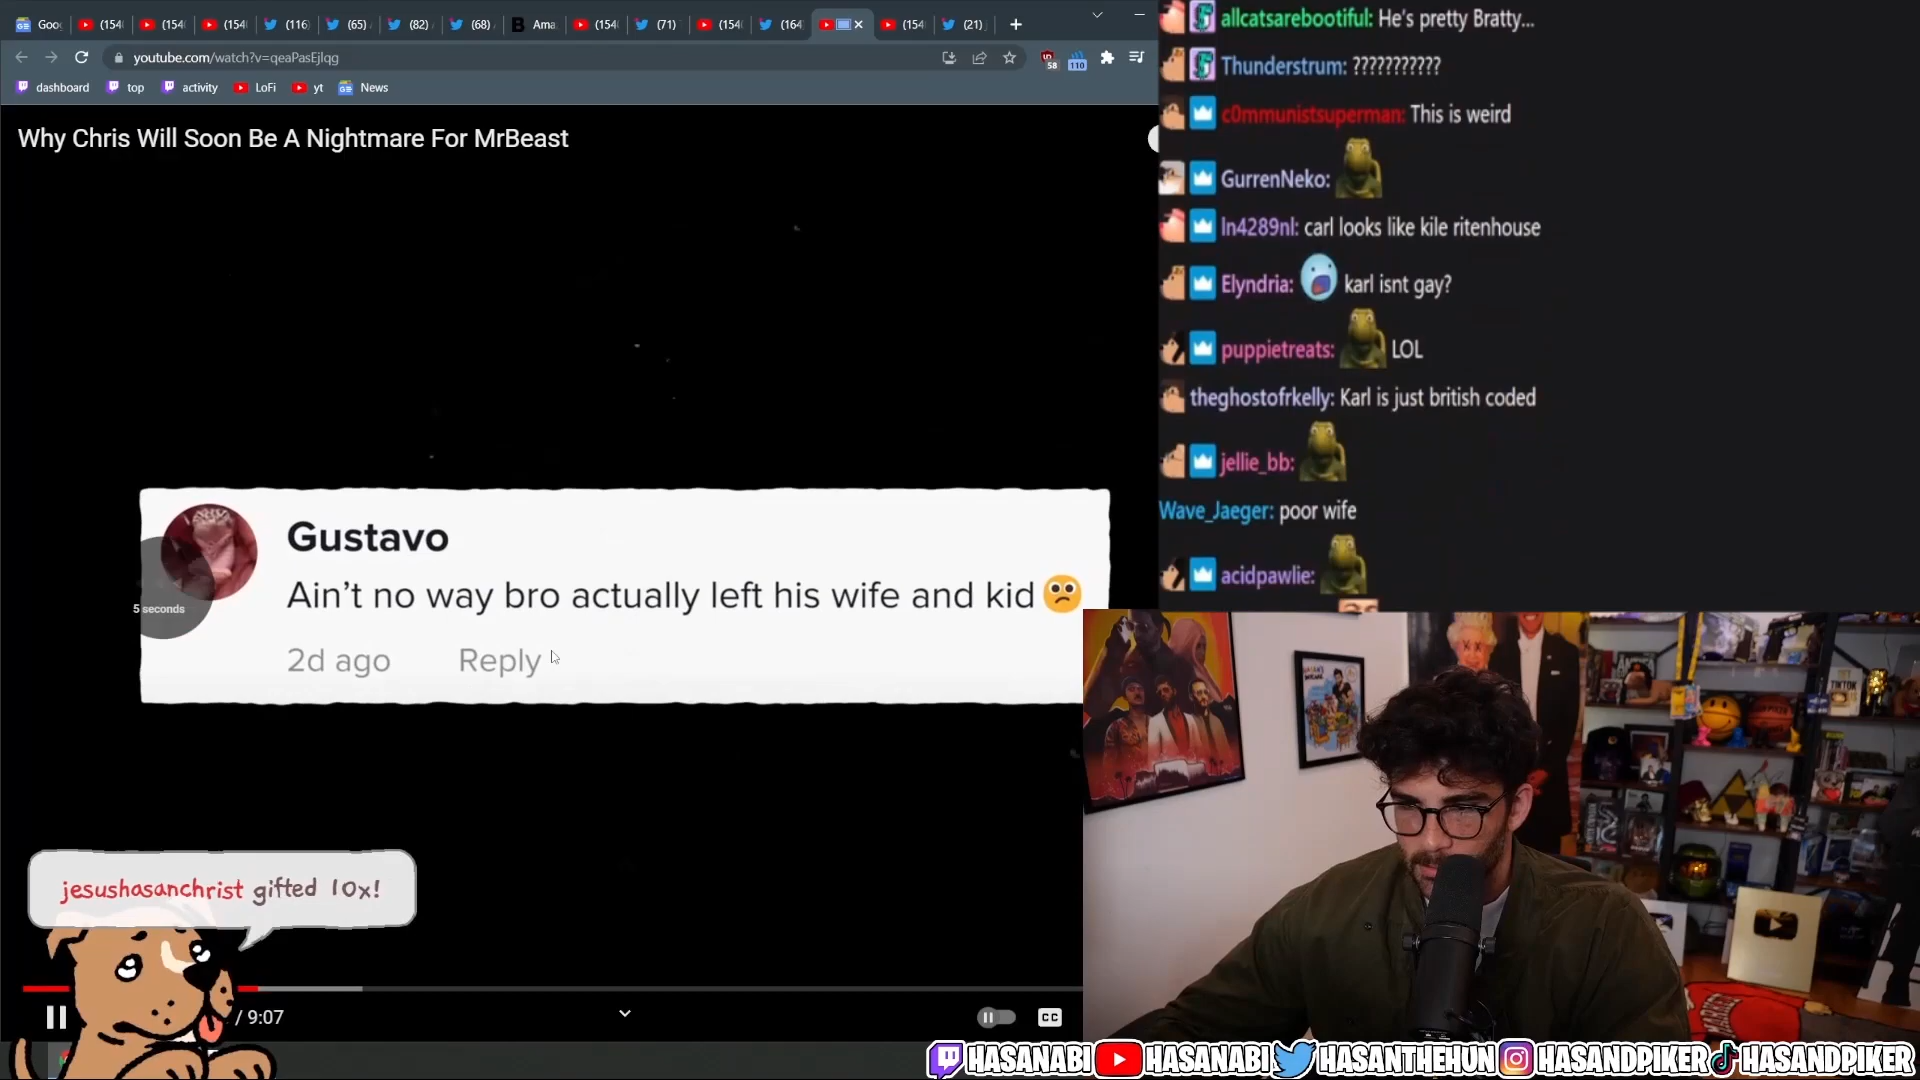 Goo
(154
(154
(154
(116)
(65)
(82)
(68)
Ama
(154
(71)
(154
(164
(154
(21)
youtube.com/watch?v=qeaPasEjlqg
58
110
dashboard
top
activity
LoFi
yt
News
Why Chris Will Soon Be A Nightmare For MrBeast
Gustavo
Ain't no way bro actually left his wife and kid
5 seconds
2d ago Reply
jesushasanchrist gifted 10x!
/ 9:07
CC
allcatsarebootiful: He's pretty Bratty...
Thunderstrum: ???????????
c0mmunistsuperman: This is weird
GurrenNeko:
ln4289nl: carl looks like kile ritenhouse
Elyndria: karl isnt gay?
puppietreats: LOL
theghostofrkelly: Karl is just british coded
jellie_bb:
Wave_Jaeger: poor wife
acidpawlie:
TIKTOK
HASANABI HASANABI HASANTHEHUN HASANDPIKER HASANDPIKER